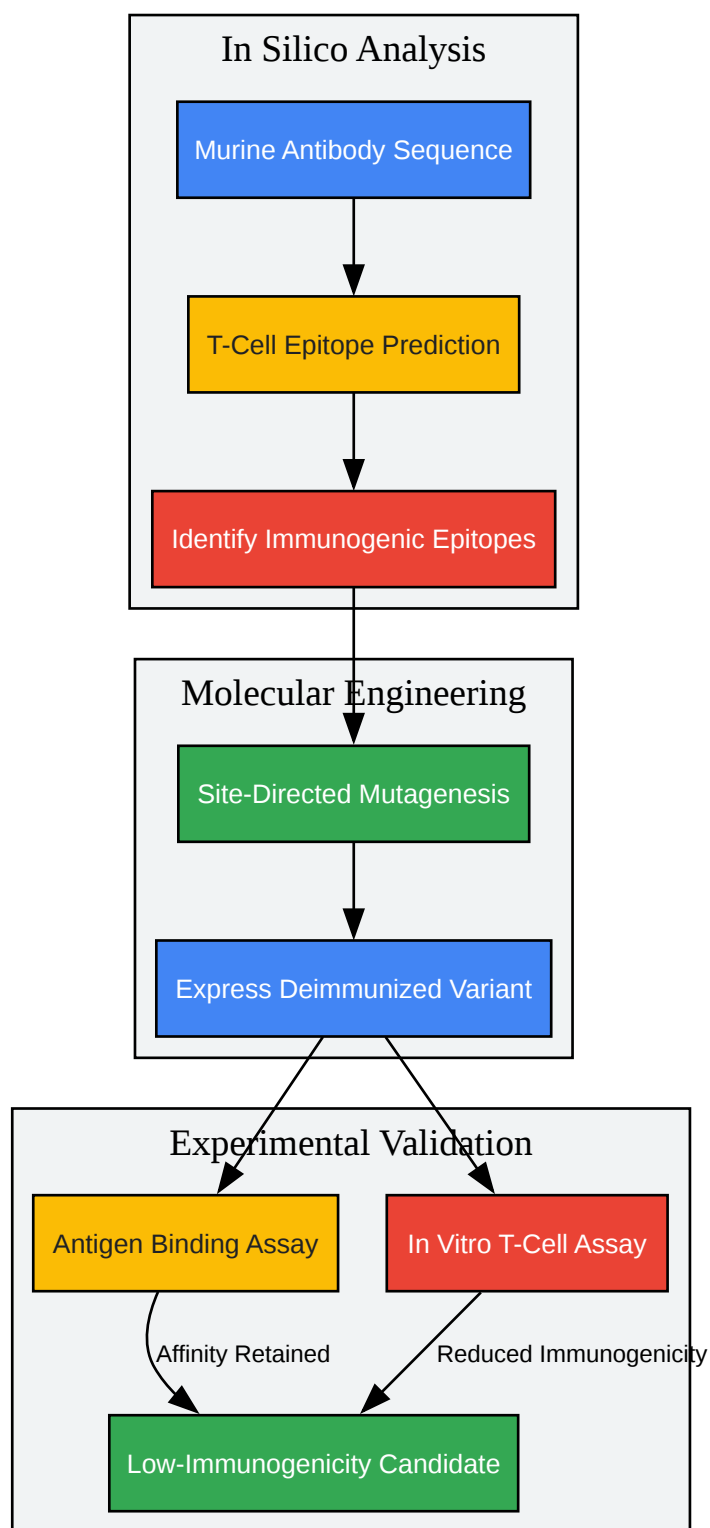 In Silico Analysis
Murine Antibody Sequence
T-Cell Epitope Prediction
Identify Immunogenic Epitopes
Molecular Engineering
Site-Directed Mutagenesis
Express Deimmunized Variant
Experimental Validation
Antigen Binding Assay
In Vitro T-Cell Assay
Affinity Retained
Reduced Immunogenicity
Low-Immunogenicity Candidate